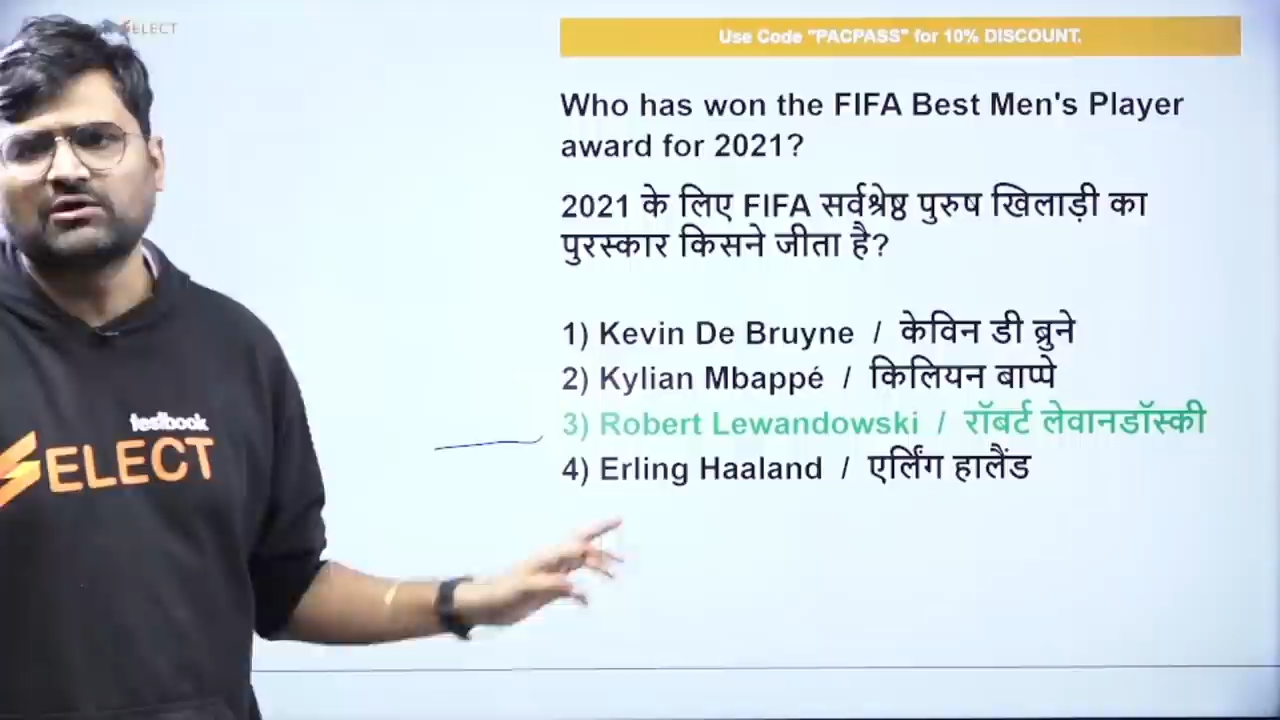 SELECT
Use Code "PACPASS" for 10% DISCOUNT.
Who has won the FIFA Best Men's Player
award for 2021?
2021 के लिए FIFA सर्वश्रेष्ठ पुरुष खिलाड़ी का
पुरस्कार किसने जीता है?
1) Kevin De Bruyne / केविन डी ब्रुने
2) Kylian Mbappé / किलियन बाप्पे
3) Robert Lewandowski / रॉबर्ट लेवानडॉस्की
4) Erling Haaland / एर्लिंग हालैंड
testbook
SELECT